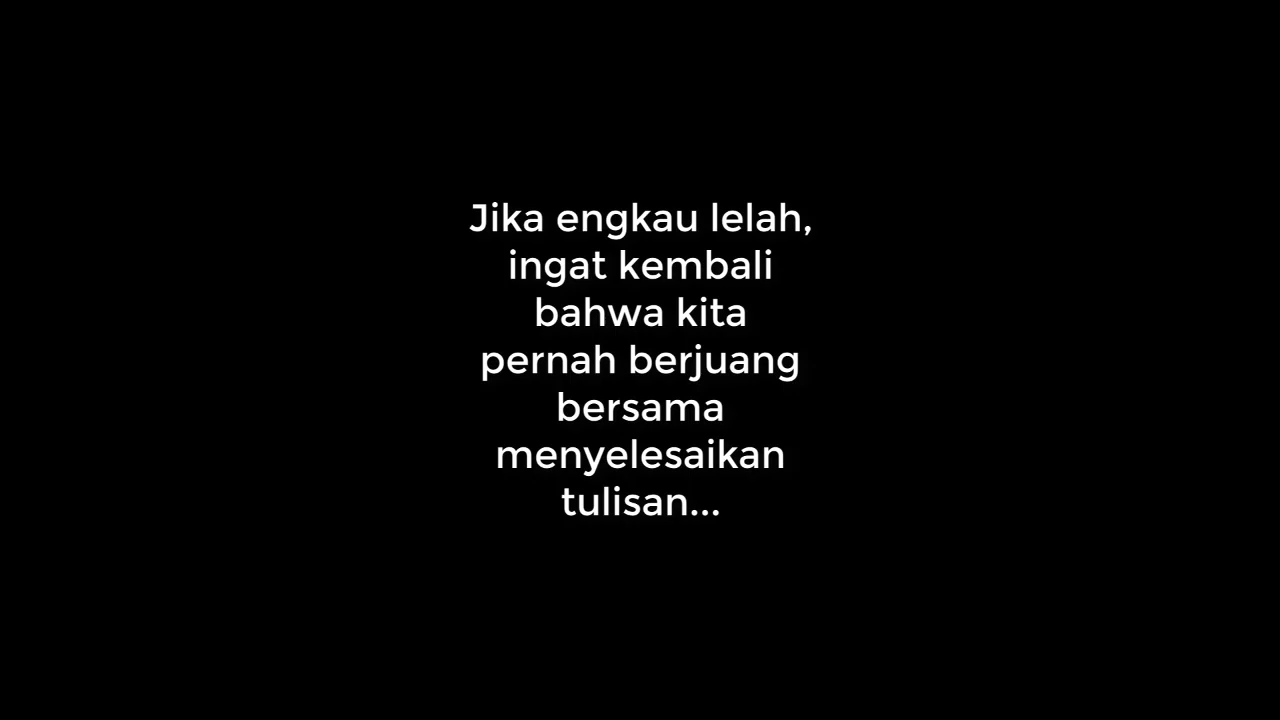 Jika engkau lelah,
ingat kembali
bahwa kita
pernah berjuang
bersama
menyelesaikan
tulisan...